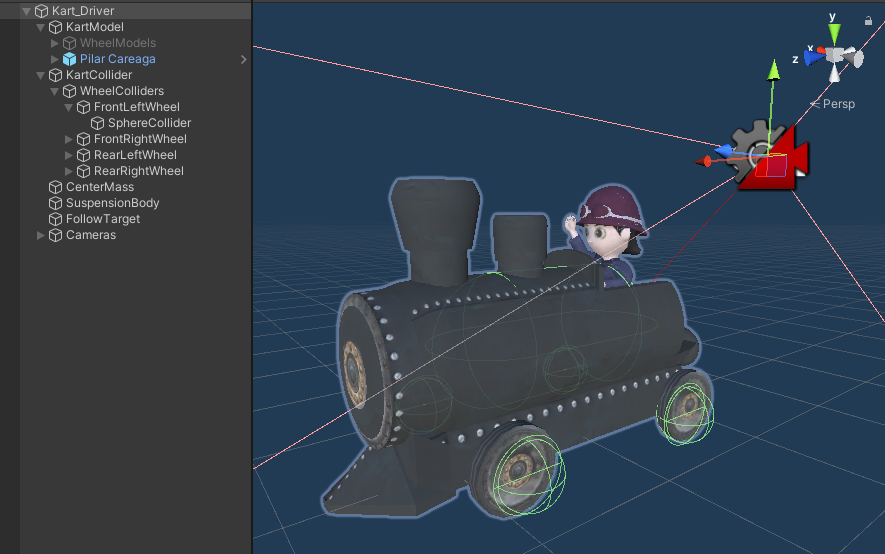 Kart_Driver
KartModel
WheelModels
Pilar Careaga
KartCollider
WheelColliders
FrontLeftWheel
SphereCollider
FrontRightWheel
RearLeftWheel
RearRightWheel
CenterMass
SuspensionBody
FollowTarget
Cameras
y
x
z
Persp